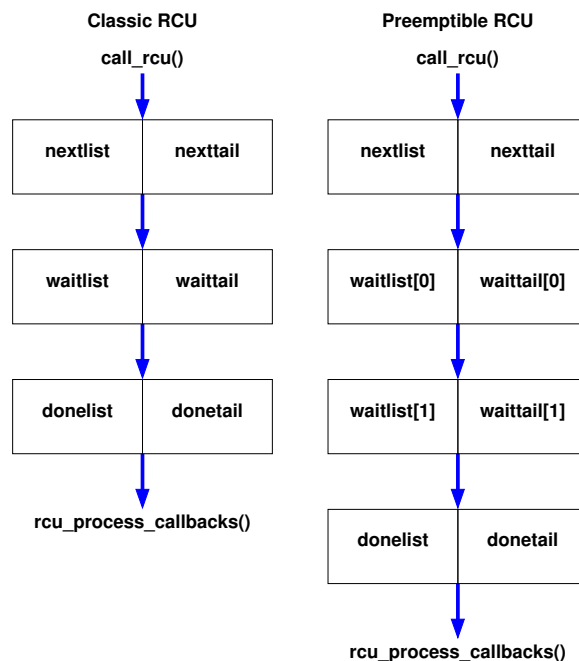 Classic RCU
call_rcu()
nextlist nexttail
waitlist waittail
donelist donetail
rcu_process_callbacks()
Preemptible RCU
call_rcu()
nextlist nexttail
waitlist[0] waittail[0]
waitlist[1] waittail[1]
donelist donetail
rcu_process_callbacks()